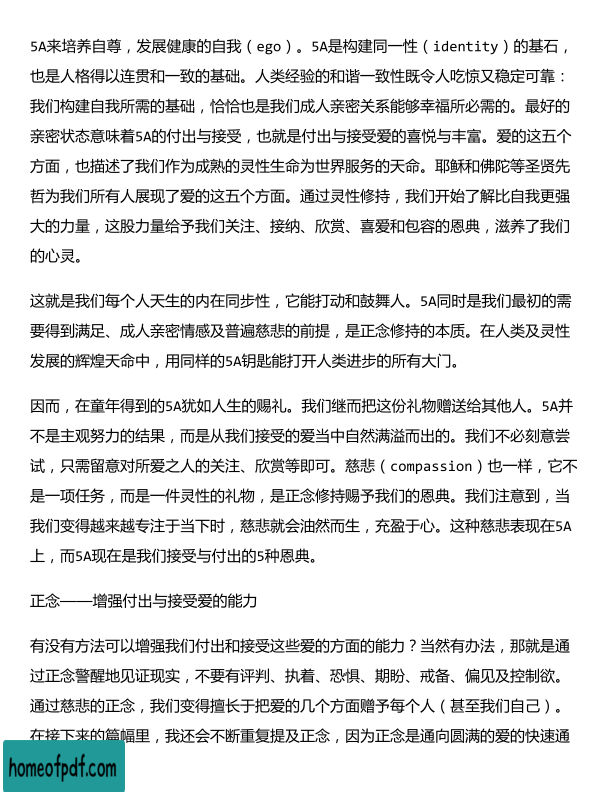 5A来培养自尊，发展健康的自我（ego）。5A是构建同一性（identity）的基石，
也是人格得以连贯和一致的基础。人类经验的和谐一致性既令人吃惊又稳定可靠：
我们构建自我所需的基础，恰恰也是我们成人亲密关系能够幸福所必需的。最好的
亲密状态意味着5A的付出与接受，也就是付出与接受爱的喜悦与丰富。爱的这五个
方面，也描述了我们作为成熟的灵性生命为世界服务的天命。耶稣和佛陀等圣贤先
哲为我们所有人展现了爱的这五个方面。通过灵性修持，我们开始了解比自我更强
大的力量，这股力量给予我们关注、接纳、欣赏、喜爱和包容的恩典，滋养了我们
的心灵。
这就是我们每个人天生的内在同步性，它能打动和鼓舞人。5A同时是我们最初的需
要得到满足、成人亲密情感及普遍慈悲的前提，是正念修持的本质。在人类及灵性
发展的辉煌天命中，用同样的5A钥匙能打开人类进步的所有大门。
因而，在童年得到的5A犹如人生的赐礼。我们继而把这份礼物赠送给其他人。5A并
不是主观努力的结果，而是从我们接受的爱当中自然满溢而出的。我们不必刻意尝
试，只需留意对所爱之人的关注、欣赏等即可。慈悲（compassion）也一样，它不
是一项任务，而是一件灵性的礼物，是正念修持赐予我们的恩典。我们注意到，当
我们变得越来越专注于当下时，慈悲就会油然而生，充盈于心。这种慈悲表现在5A
上，而5A现在是我们接受与付出的5种恩典。
正念——增强付出与接受爱的能力
有没有方法可以增强我们付出和接受这些爱的方面的能力？当然有办法，那就是通
过正念警醒地见证现实，不要有评判、执着、恐惧、期盼、戒备、偏见及控制欲。
通过慈悲的正念，我们变得擅长于把爱的几个方面赠予每个人（甚至我们自己）。
在接下来的篇幅里，我还会不断重复提及正念，因为正念是通向圆满的爱的快速通
homeofpdf.com